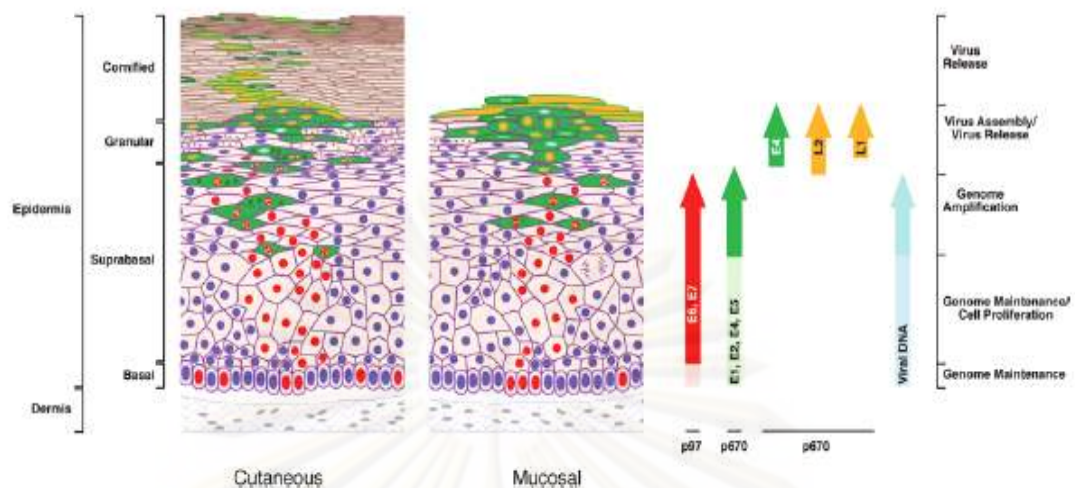 Epidermis
Dermis
Cornified
Granular
Suprabasal
Basal
Cutaneous
Mucosal
E6, E7
E1, E2, E4, E5
E4
L2
L1
Viral DNA
p97
p670
p670
Virus
Release
Virus Assembly/
Virus Release
Genome
Amplification
Genome Maintenance/
Cell Proliferation
Genome Maintenance